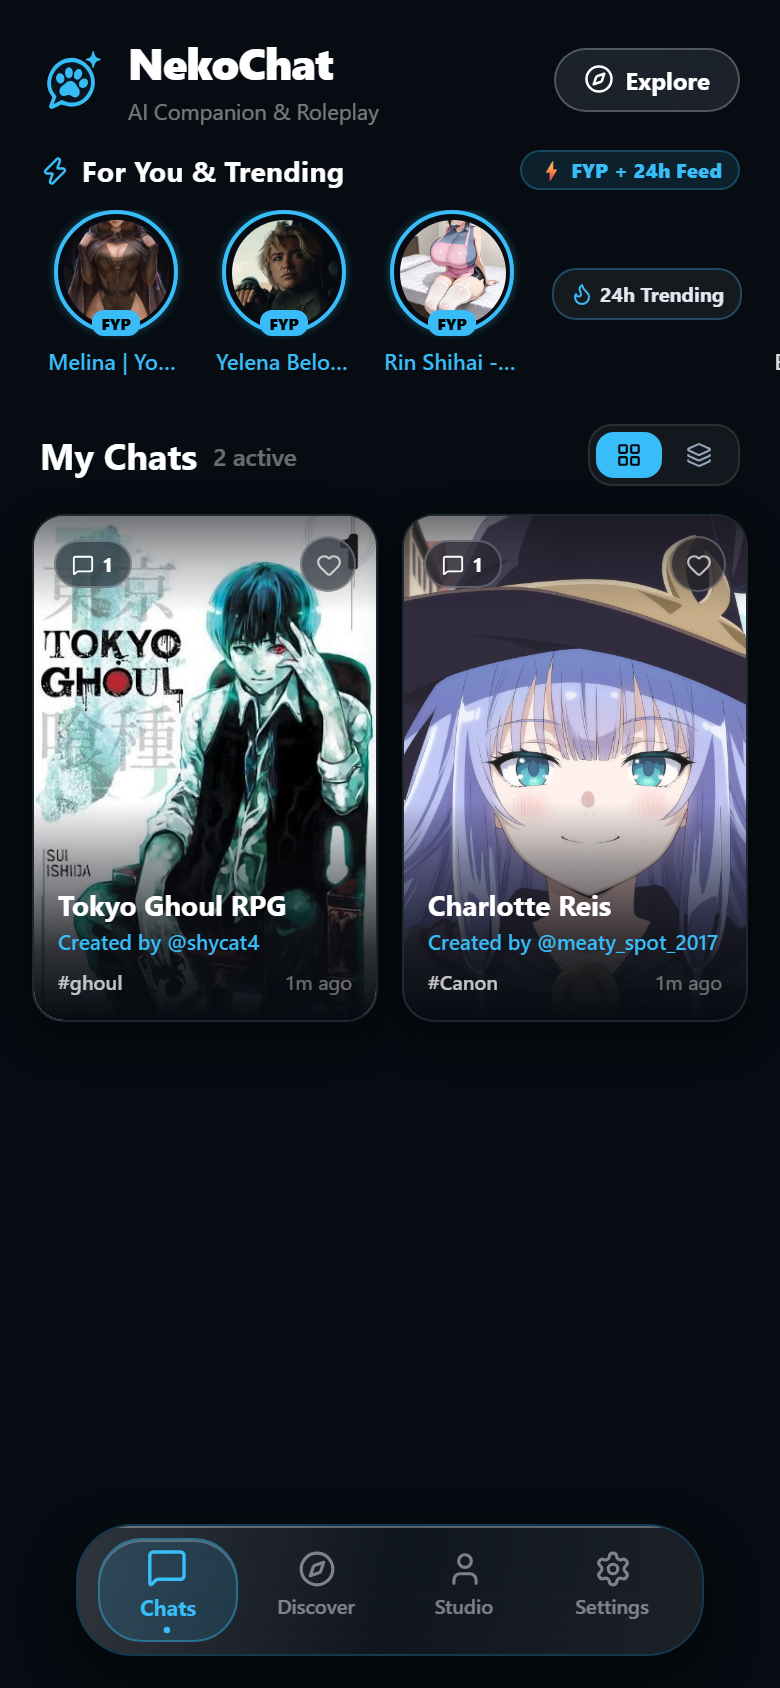 NekoChat
AI Companion & Roleplay
Explore
For You & Trending
FYP + 24h Feed
FYP
FYP
FYP
24h Trending
Melina | Yo...
Yelena Belo...
Rin Shihai -...
My Chats
2 active
1
東京
TOKYO
GHOUL
喰種
SUI
ISHIDA
Tokyo Ghoul RPG
Created by @shycat4
#ghoul
1m ago
1
Charlotte Reis
Created by @meaty_spot_2017
#Canon
1m ago
Chats
Discover
Studio
Settings